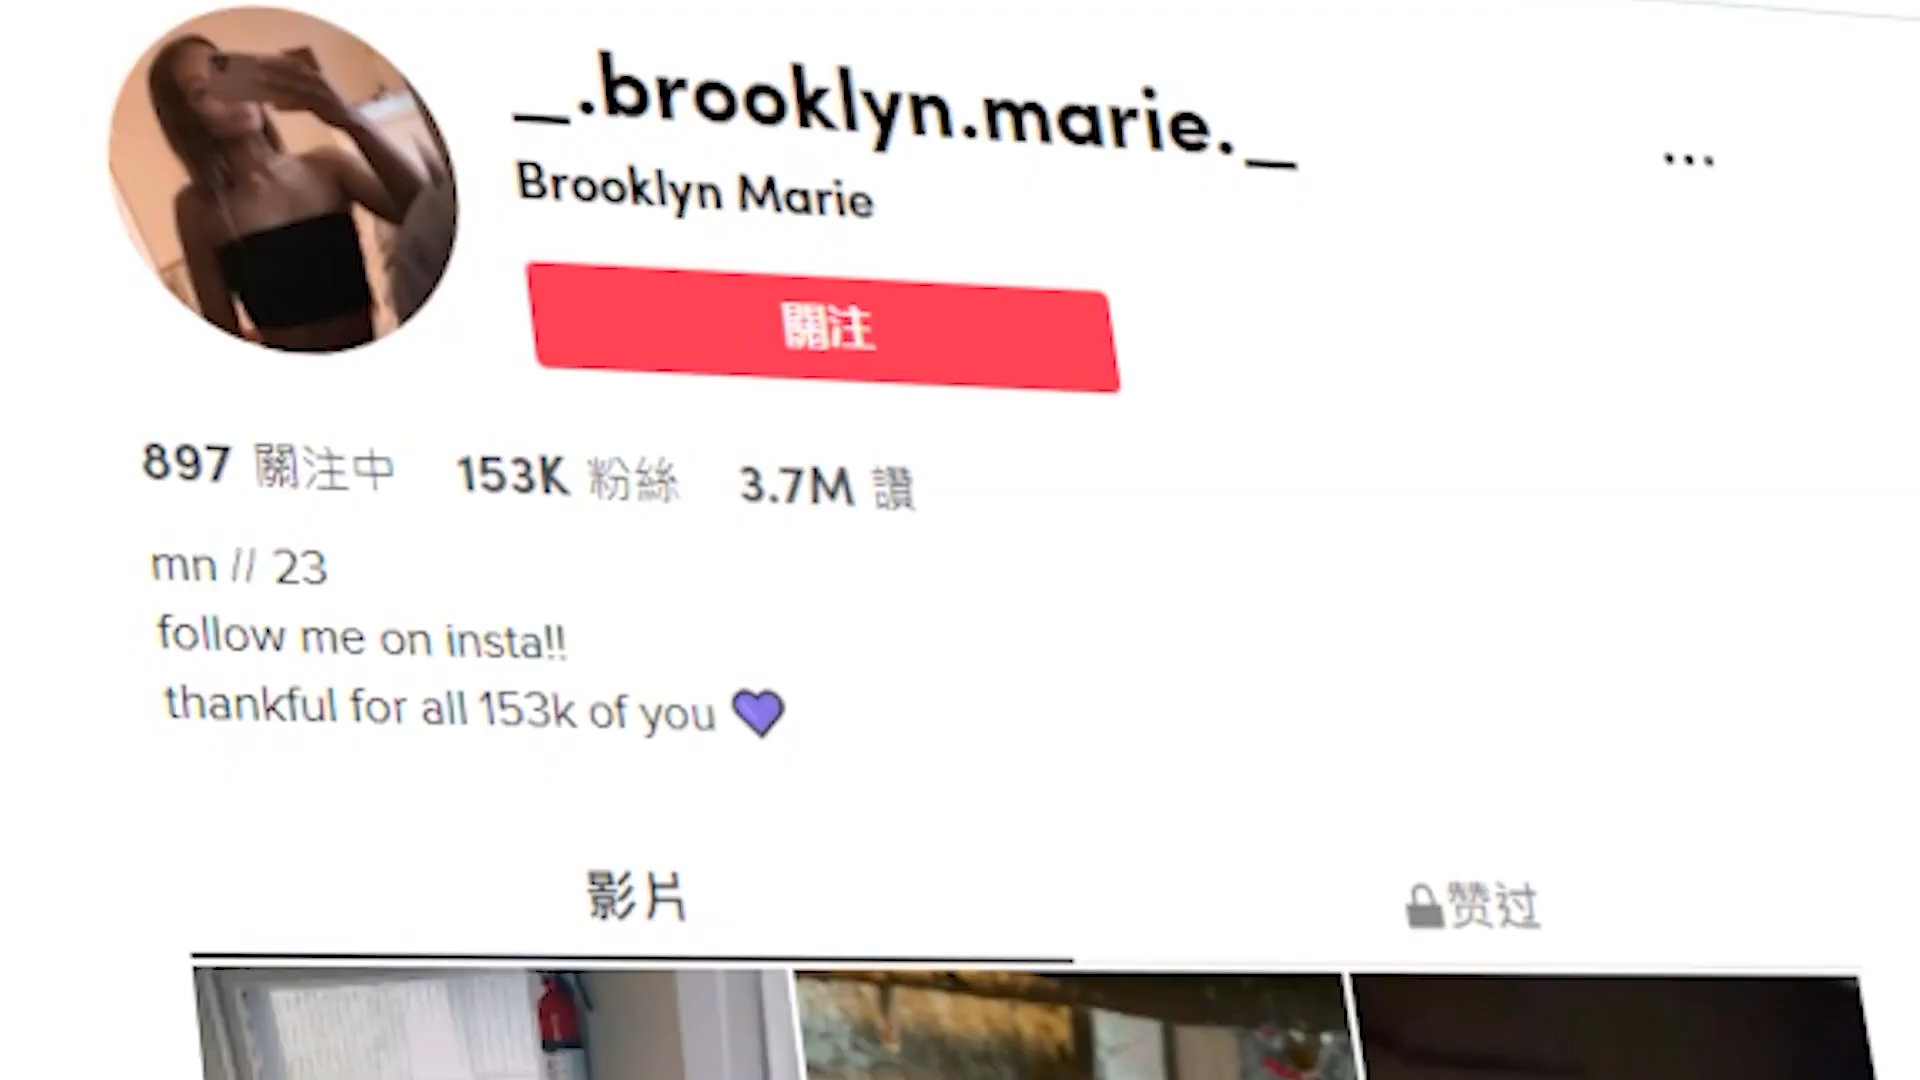 _.brooklyn.marie._
Brooklyn Marie
關注
897 關注中 153K 粉絲 3.7M 讚
mn // 23
follow me on insta!!
thankful for all 153k of you 💜
影片
赞过